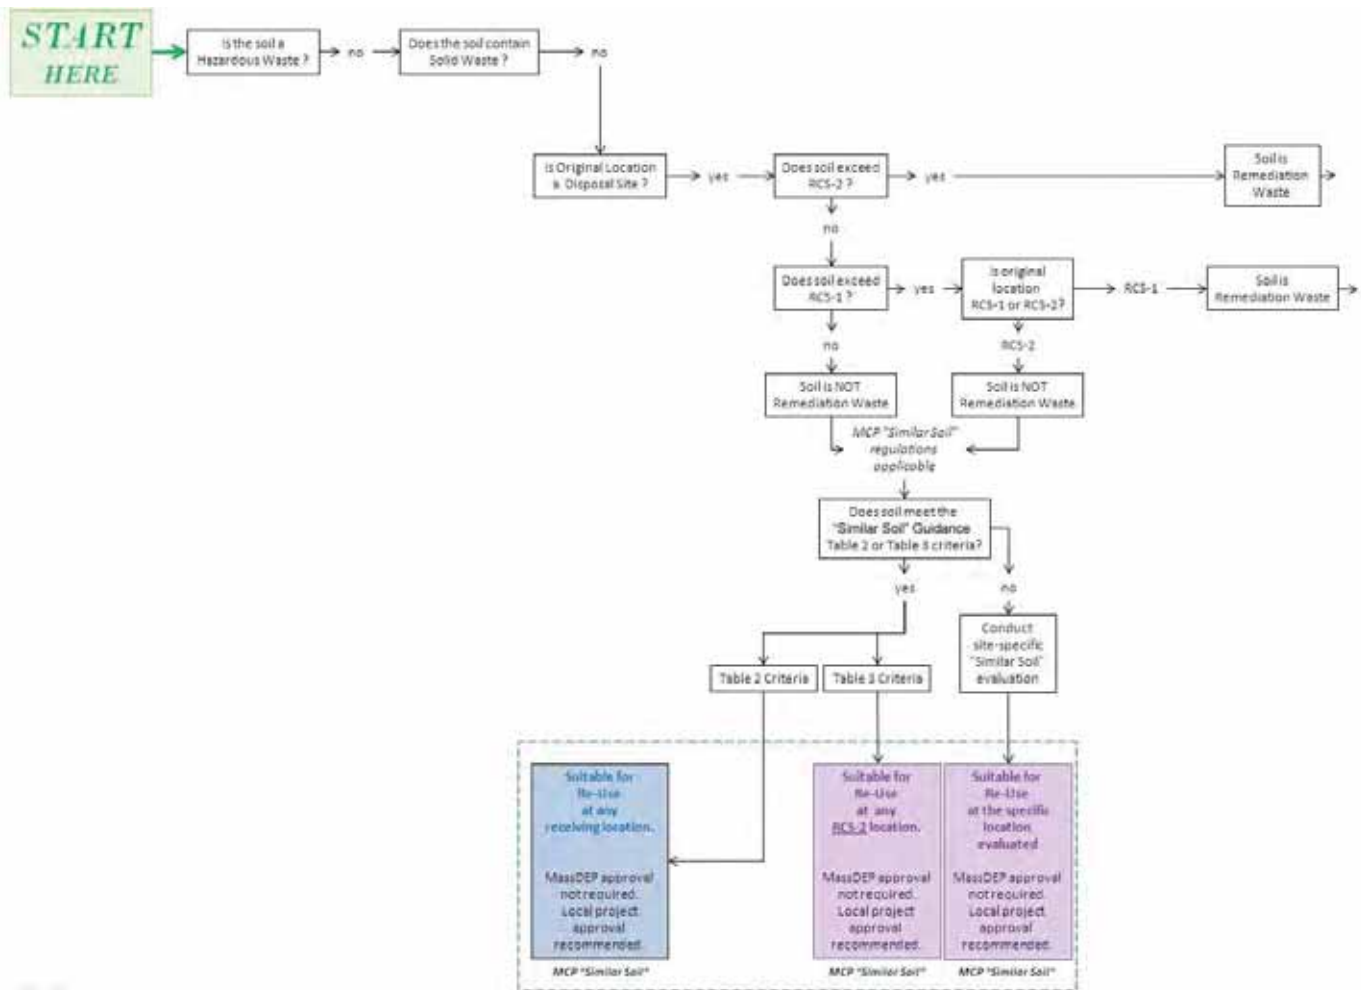 START
HERE
Is the soil a
Hazardous Waste ?
no
Does the soil contain
Solid Waste ?
no
Is Original Location
a Disposal Site ?
yes
Does soil exceed
RCS-2 ?
yes
Soil is
Remediation
Waste
no
Does soil exceed
RCS-1 ?
yes
Is original
location
RCS-1 or RCS-2?
RCS-1
Soil is
Remediation Waste
no
RCS-2
Soil is NOT
Remediation Waste
Soil is NOT
Remediation Waste
MCP "Similar Soil"
regulations
applicable
Does soil meet the
"Similar Soil" Guidance
Table 2 or Table 3 criteria?
yes
no
Conduct
site-specific
"Similar Soil"
evaluation
Table 2 Criteria
Table 3 Criteria
Suitable for
Re-Use
at any
receiving location.
MassDEP approval
not required.
Local project
approval
recommended.
MCP "Similar Soil"
Suitable for
Re-Use
at any
RCS-2 location.
MassDEP approval
not required.
Local project
approval
recommended.
MCP "Similar Soil"
Suitable for
Re-Use
at the specific
location
evaluated
MassDEP approval
not required.
Local project
approval
recommended.
MCP "Similar Soil"